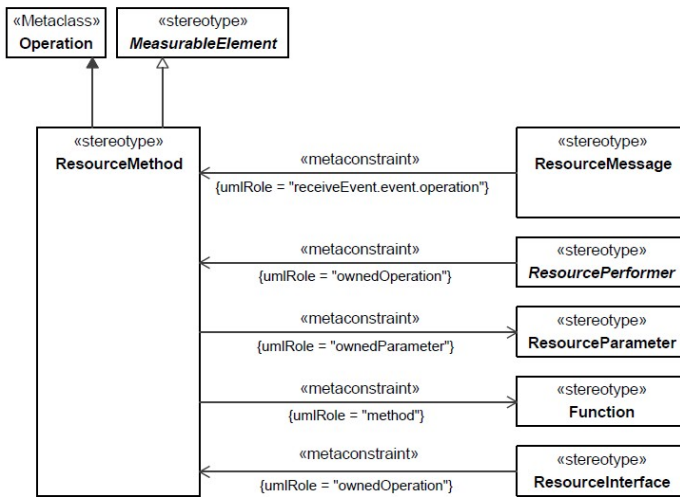 «Metaclass»
Operation
«stereotype»
MeasurableElement
«stereotype»
ResourceMethod
«metaconstraint»
{umlRole = "receiveEvent.event.operation"}
«stereotype»
ResourceMessage
«metaconstraint»
{umlRole = "ownedOperation"}
«stereotype»
ResourcePerformer
«metaconstraint»
{umlRole = "ownedParameter"}
«stereotype»
ResourceParameter
«metaconstraint»
{umlRole = "method"}
«stereotype»
Function
«metaconstraint»
{umlRole = "ownedOperation"}
«stereotype»
ResourceInterface